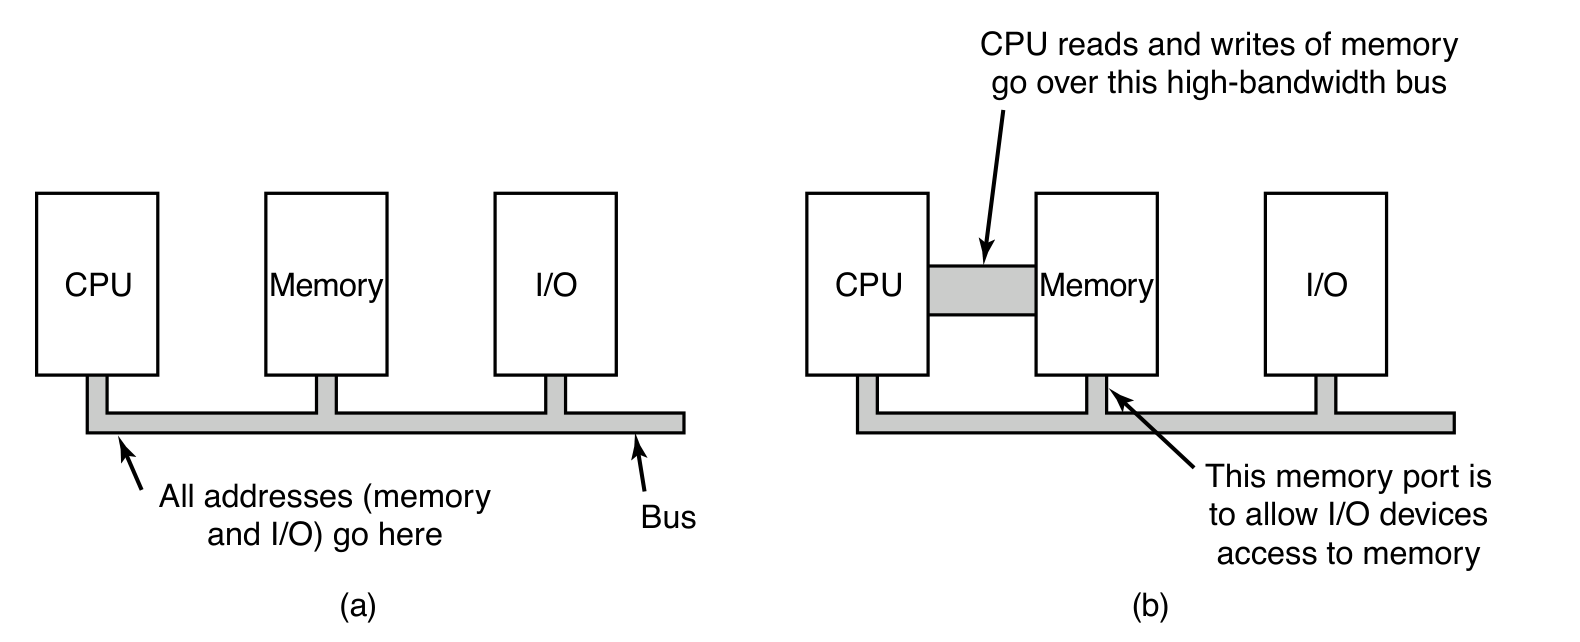 CPU reads and writes of memory
go over this high-bandwidth bus
CPU
Memory
I/O
CPU
Memory
I/O
All addresses (memory
and I/O) go here
Bus
This memory port is
to allow I/O devices
access to memory
(a)
(b)